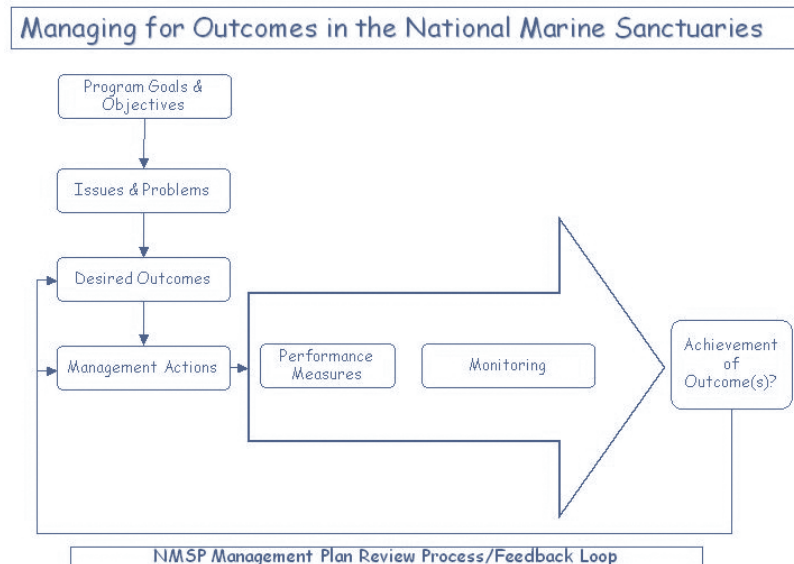 Managing for Outcomes in the National Marine Sanctuaries
Program Goals &
Objectives
Issues & Problems
Desired Outcomes
Management Actions
Performance
Measures
Monitoring
Achievement
of
Outcome(s)?
NMSP Management Plan Review Process/Feedback Loop